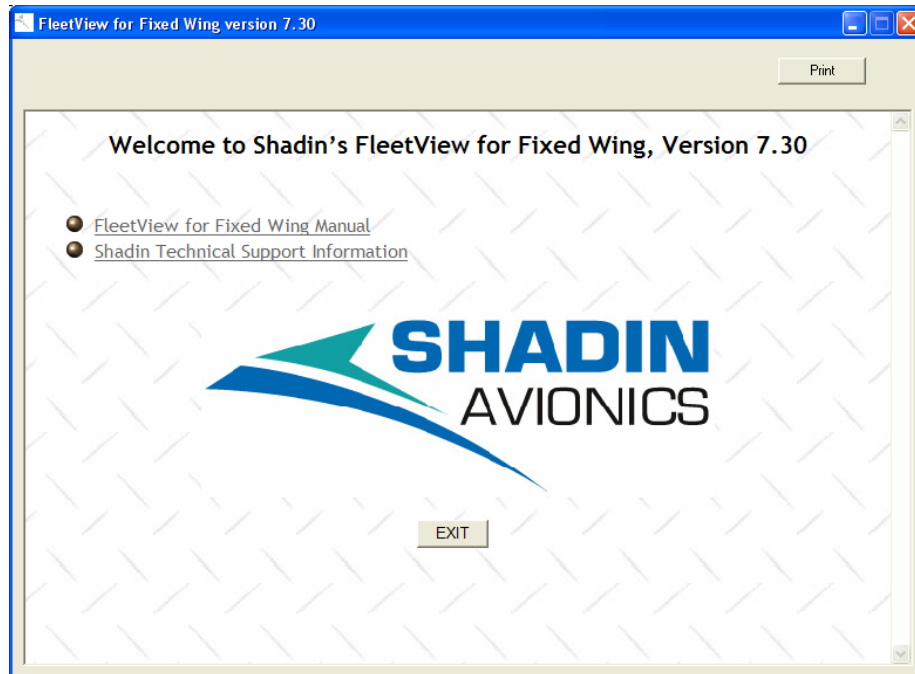 FleetView for Fixed Wing version 7.30
Print
Welcome to Shadin's FleetView for Fixed Wing, Version 7.30
FleetView for Fixed Wing Manual
Shadin Technical Support Information
SHADIN
AVIONICS
EXIT